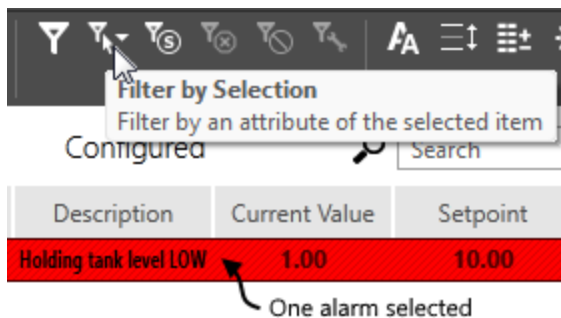 Filter by Selection
Filter by an attribute of the selected item
Configured
Search
Description Current Value Setpoint
Holding tank level LOW 1.00 10.00
One alarm selected